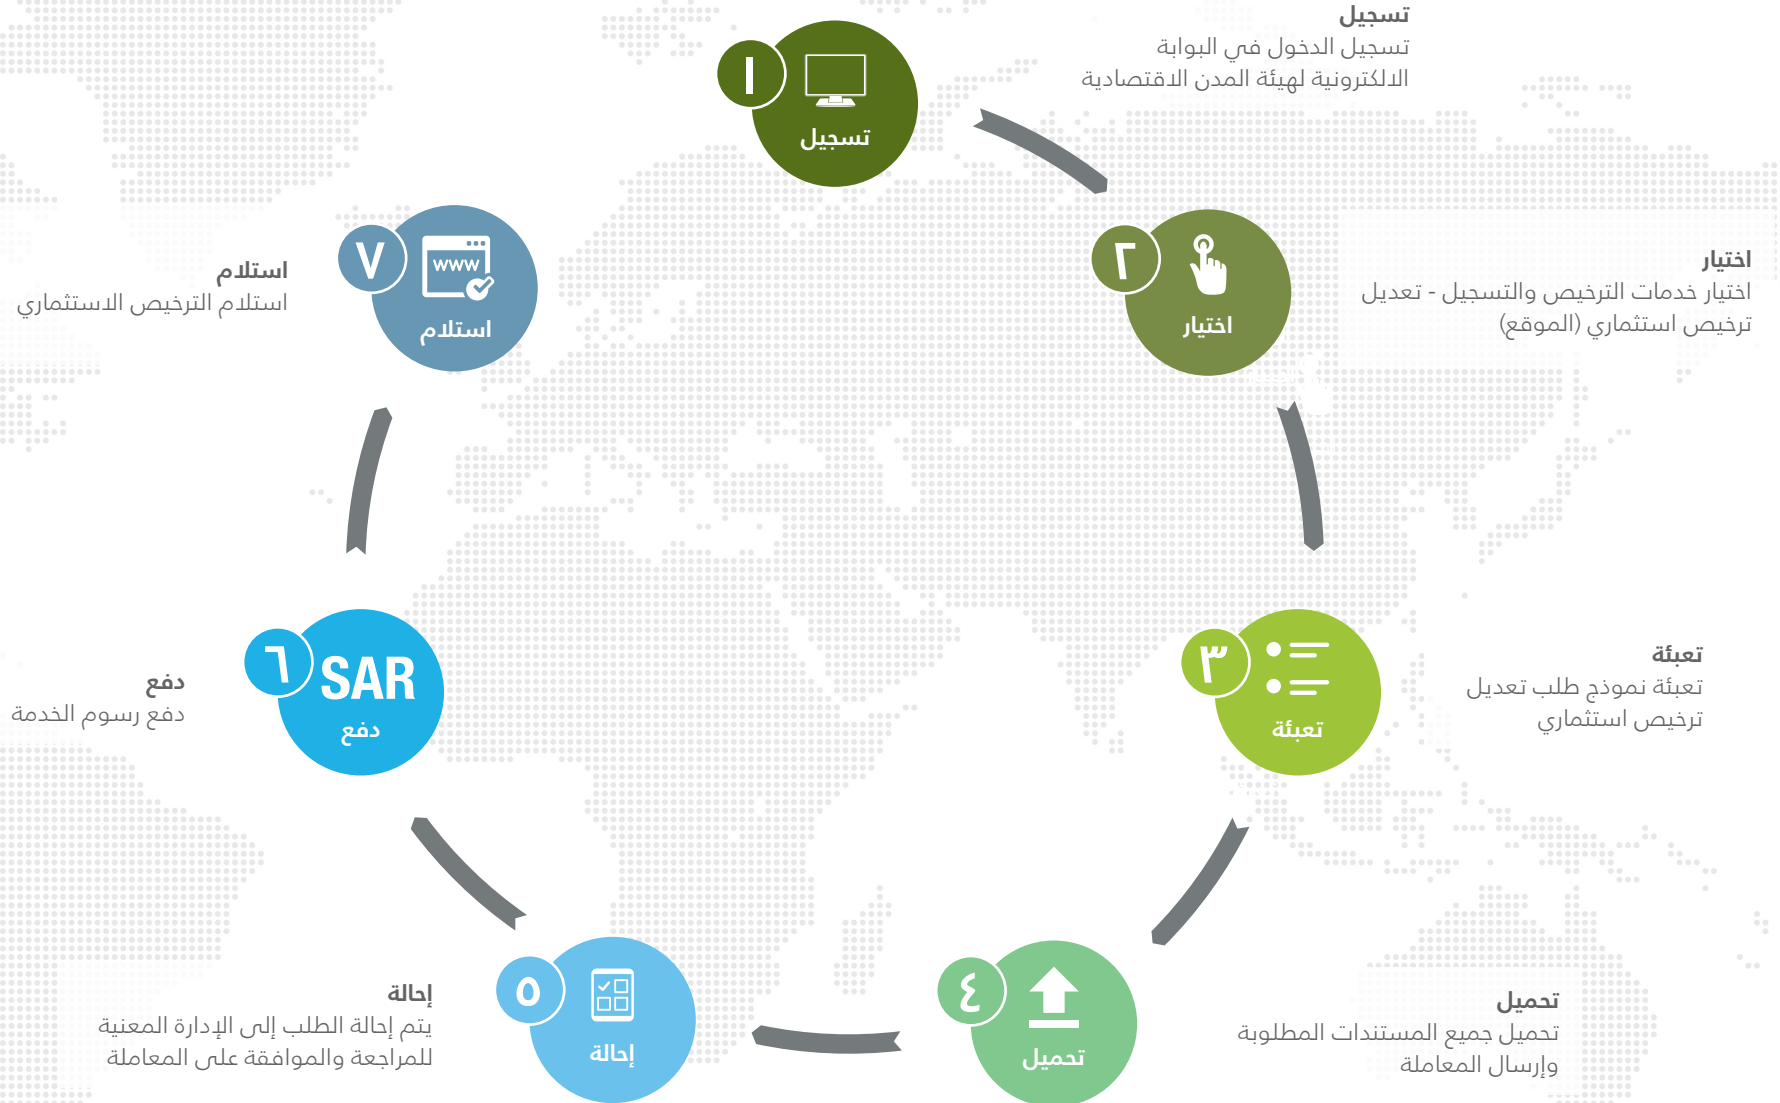 ١
تسجيل
تسجيل
تسجيل الدخول في البوابة
الالكترونية لهيئة المدن الاقتصادية
٢
اختيار
اختيار
اختيار خدمات الترخيص والتسجيل - تعديل
ترخيص استثماري (الموقع)
٣
تعبئة
تعبئة
تعبئة نموذج طلب تعديل
ترخيص استثماري
٤
تحميل
تحميل
تحميل جميع المستندات المطلوبة
وإرسال المعاملة
٥
إحالة
إحالة
يتم إحالة الطلب إلى الإدارة المعنية
للمراجعة والموافقة على المعاملة
٦
SAR
دفع
دفع
دفع رسوم الخدمة
٧
www
استلام
استلام
استلام الترخيص الاستثماري